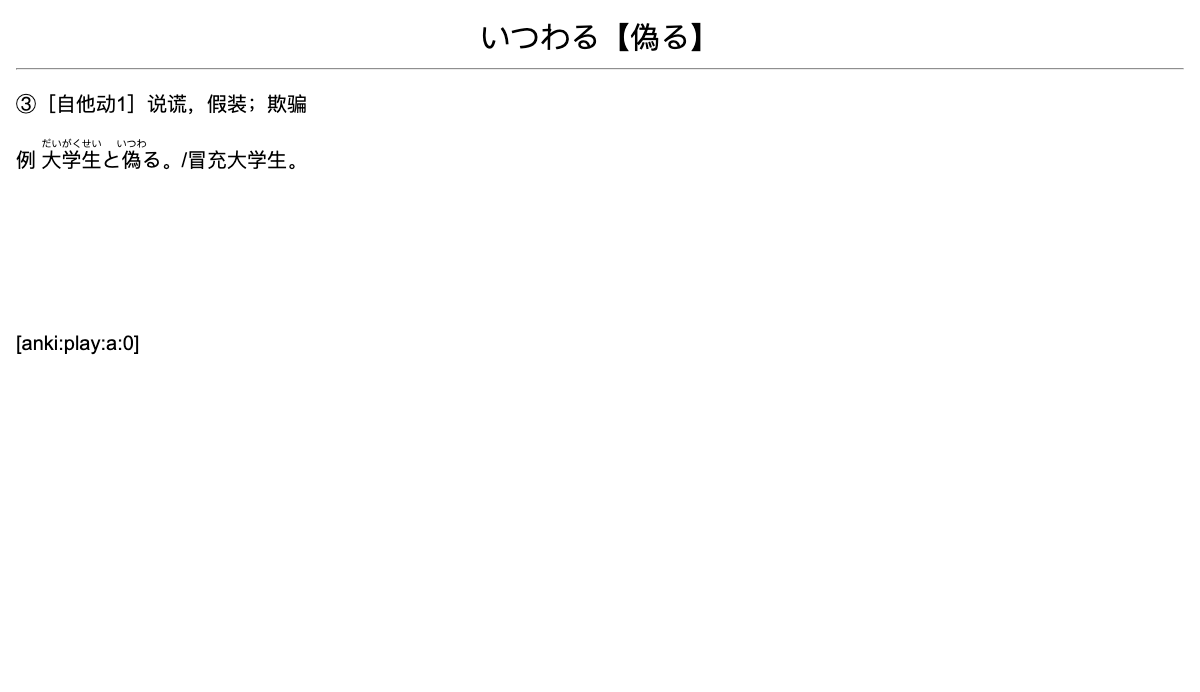 いつわる【偽る】
③［自他动1］说谎，假装；欺骗
だいがくせい いつわ
例 大学生と偽る。/冒充大学生。
[anki:play:a:0]